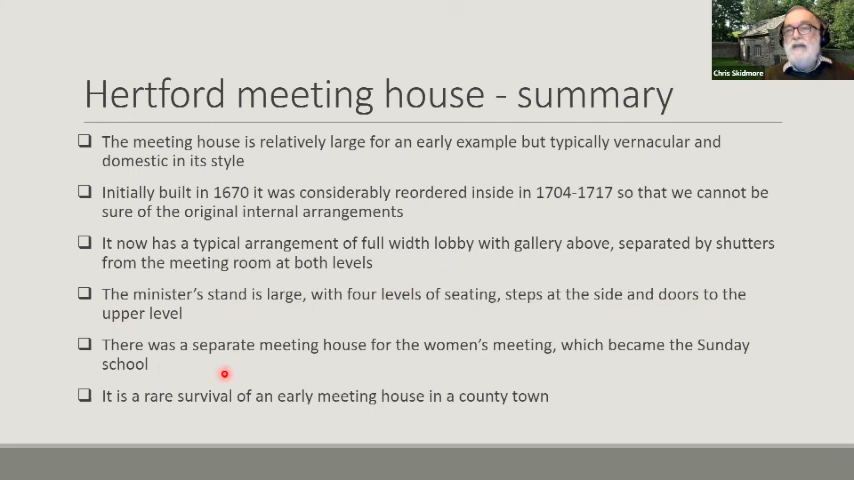 Chris Skidmore
Hertford meeting house - summary
The meeting house is relatively large for an early example but typically vernacular and
domestic in its style
Initially built in 1670 it was considerably reordered inside in 1704-1717 so that we cannot be
sure of the original internal arrangements
It now has a typical arrangement of full width lobby with gallery above, separated by shutters
from the meeting room at both levels
The minister’s stand is large, with four levels of seating, steps at the side and doors to the
upper level
There was a separate meeting house for the women’s meeting, which became the Sunday
school
It is a rare survival of an early meeting house in a county town